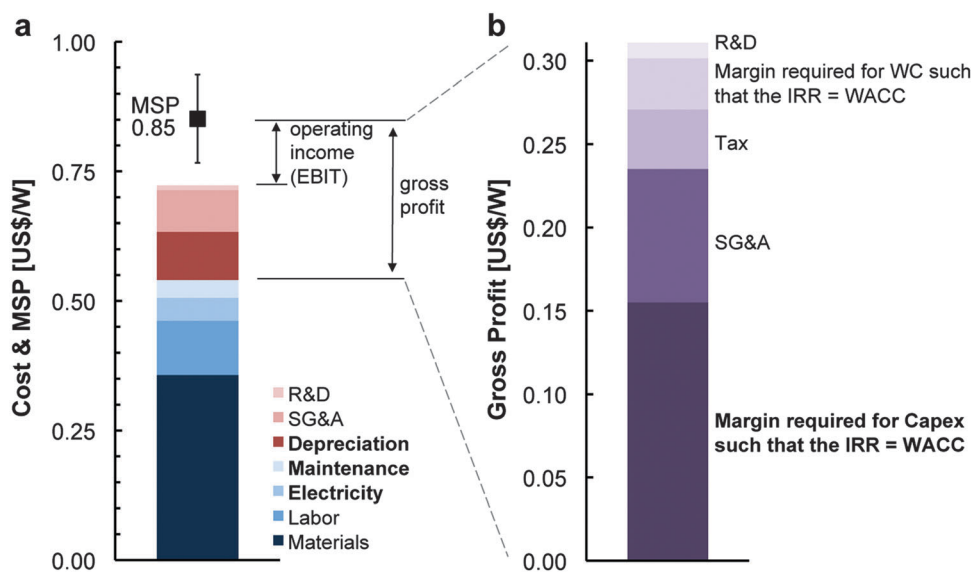 a
Cost & MSP [US$/W]
1.00
0.75
0.50
0.25
0.00
MSP
0.85
operating
income
(EBIT)
gross
profit
R&D
SG&A
Depreciation
Maintenance
Electricity
Labor
Materials
b
Gross Profit [US$/W]
0.30
0.25
0.20
0.15
0.10
0.05
0.00
R&D
Margin required for WC such
that the IRR = WACC
Tax
SG&A
Margin required for Capex
such that the IRR = WACC